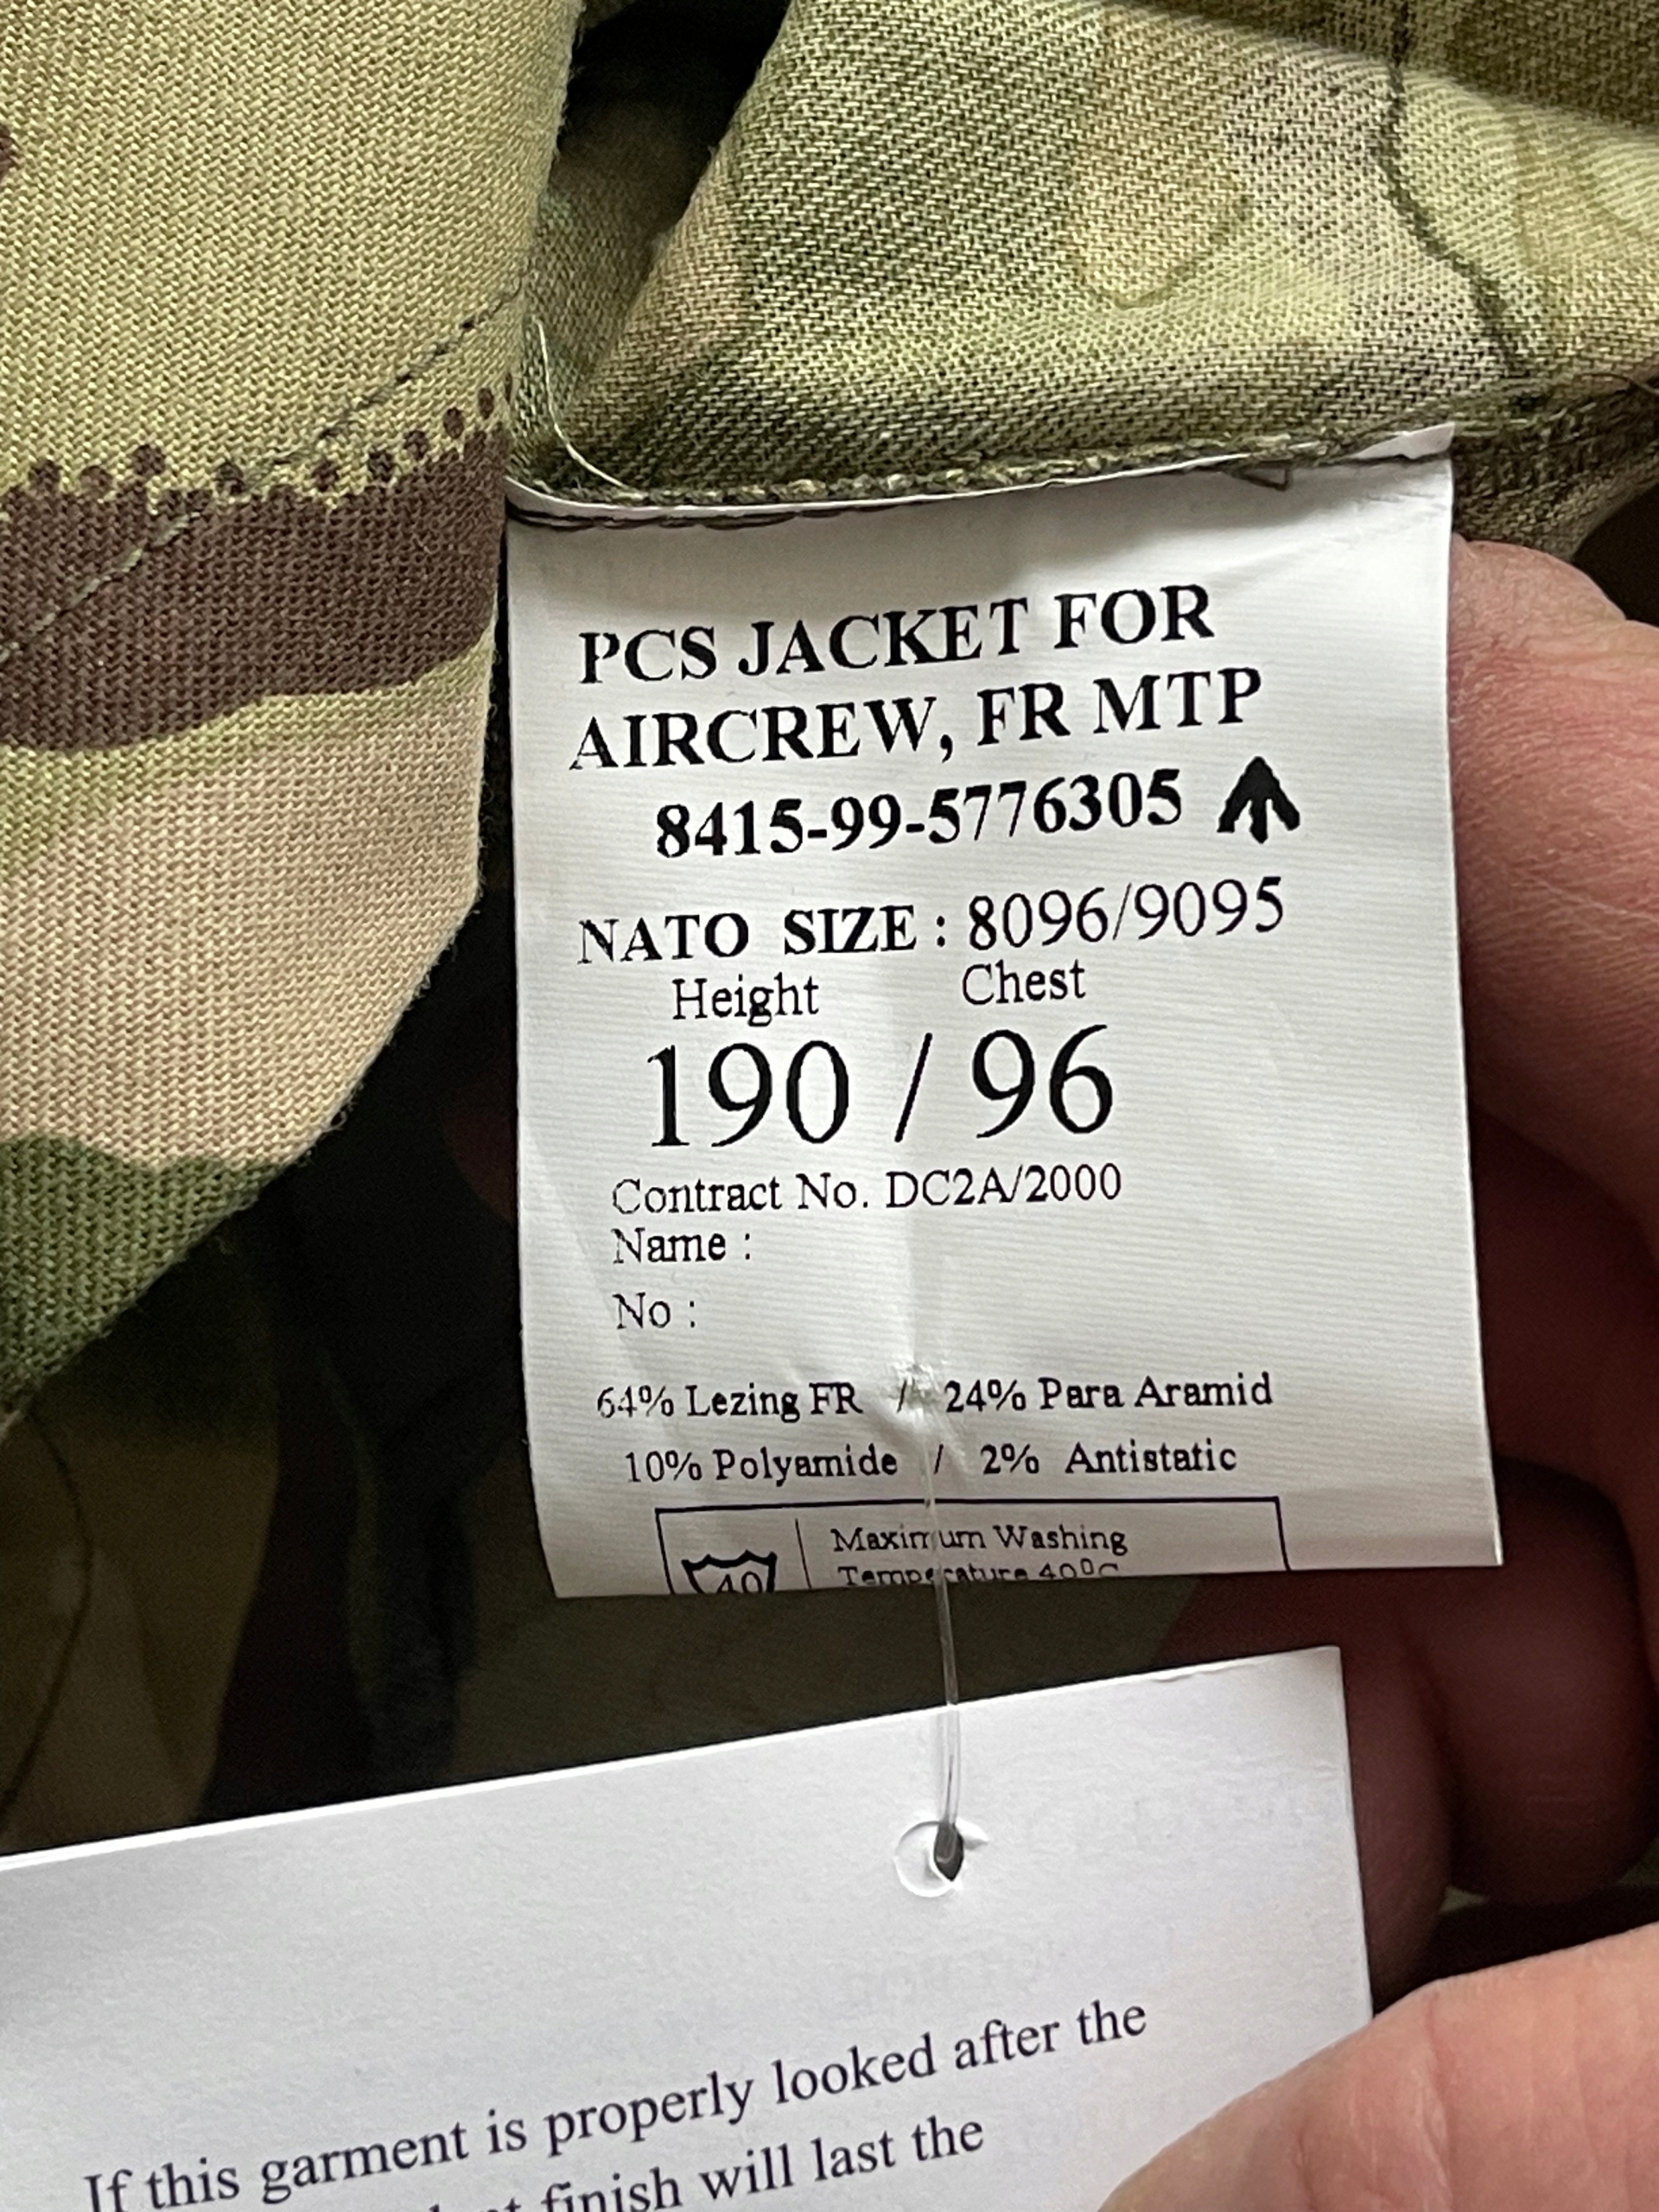 PCS JACKET FOR
AIRCREW, FR MTP
8415-99-5776305
NATO SIZE : 8096/9095
Height Chest
190 / 96
Contract No. DC2A/2000
Name :
No :
64% Lezing FR / 24% Para Aramid
10% Polyamide / 2% Antistatic
Maximum Washing
40 Temperature 40°C
If this garment is properly looked after the
finish will last the